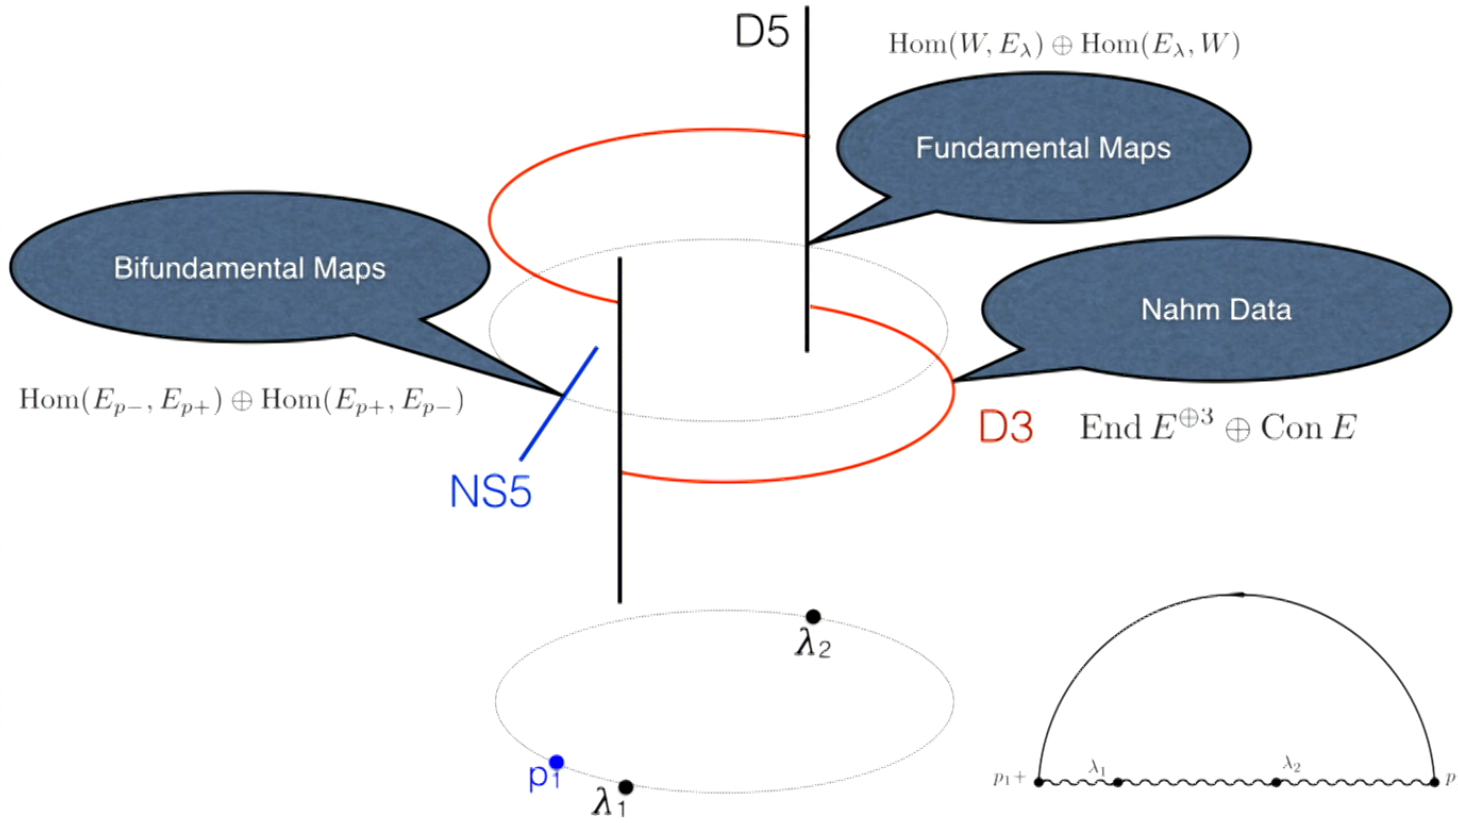 D5
Hom(W, E_λ) ⊕ Hom(E_λ, W)
Fundamental Maps
Bifundamental Maps
Nahm Data
Hom(E_{p−}, E_{p+}) ⊕ Hom(E_{p+}, E_{p−})
D3
End E^{⊕3} ⊕ Con E
NS5
λ₂
p₁
λ₁
p₁+
λ₁
λ₂
p